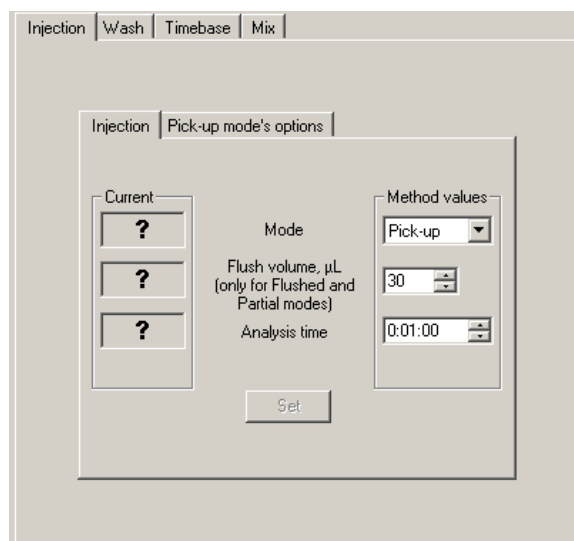 Injection Wash Timebase Mix
Injection Pick-up mode's options
Current
Method values
? Mode Pick-up
? Flush volume, µL
(only for Flushed and
Partial modes) 30
? Analysis time 0:01:00
Set